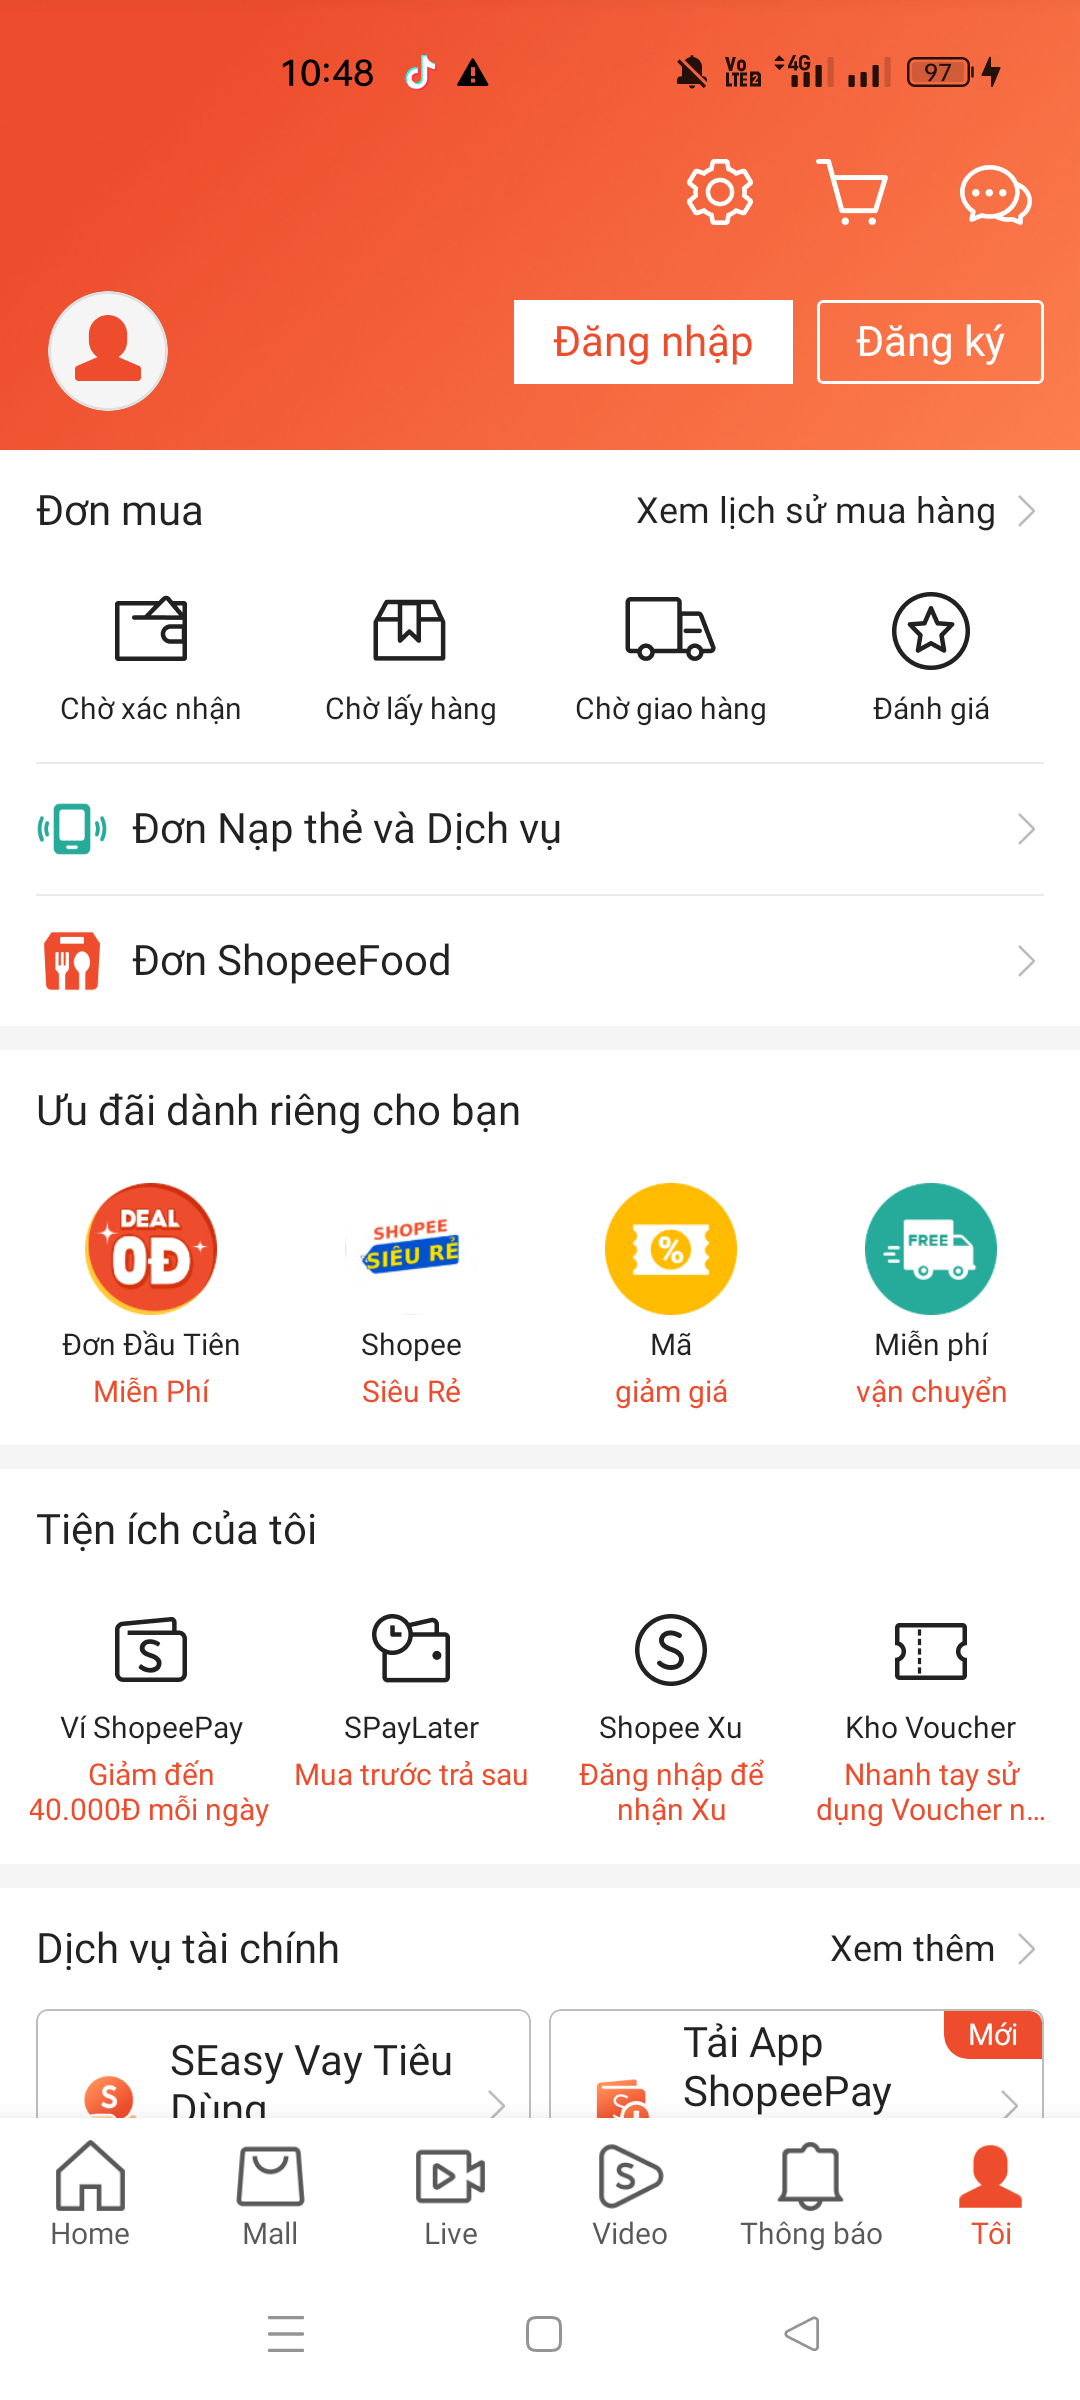 10:48
Vo
LTE 2
4G
97
Đăng nhập
Đăng ký
Đơn mua
Xem lịch sử mua hàng
Chờ xác nhận
Chờ lấy hàng
Chờ giao hàng
Đánh giá
Đơn Nạp thẻ và Dịch vụ
Đơn ShopeeFood
Ưu đãi dành riêng cho bạn
DEAL
0Đ
SHOPEE
SIÊU RẺ
%
FREE
Đơn Đầu Tiên
Miễn Phí
Shopee
Siêu Rẻ
Mã
giảm giá
Miễn phí
vận chuyển
Tiện ích của tôi
S
S
Ví ShopeePay
Giảm đến
40.000Đ mỗi ngày
SPayLater
Mua trước trả sau
Shopee Xu
Đăng nhập để
nhận Xu
Kho Voucher
Nhanh tay sử
dụng Voucher n...
Dịch vụ tài chính
Xem thêm
S
SEasy Vay Tiêu
Dùng
Tải App
ShopeePay
Mới
S
Home
Mall
Live
Video
Thông báo
Tôi